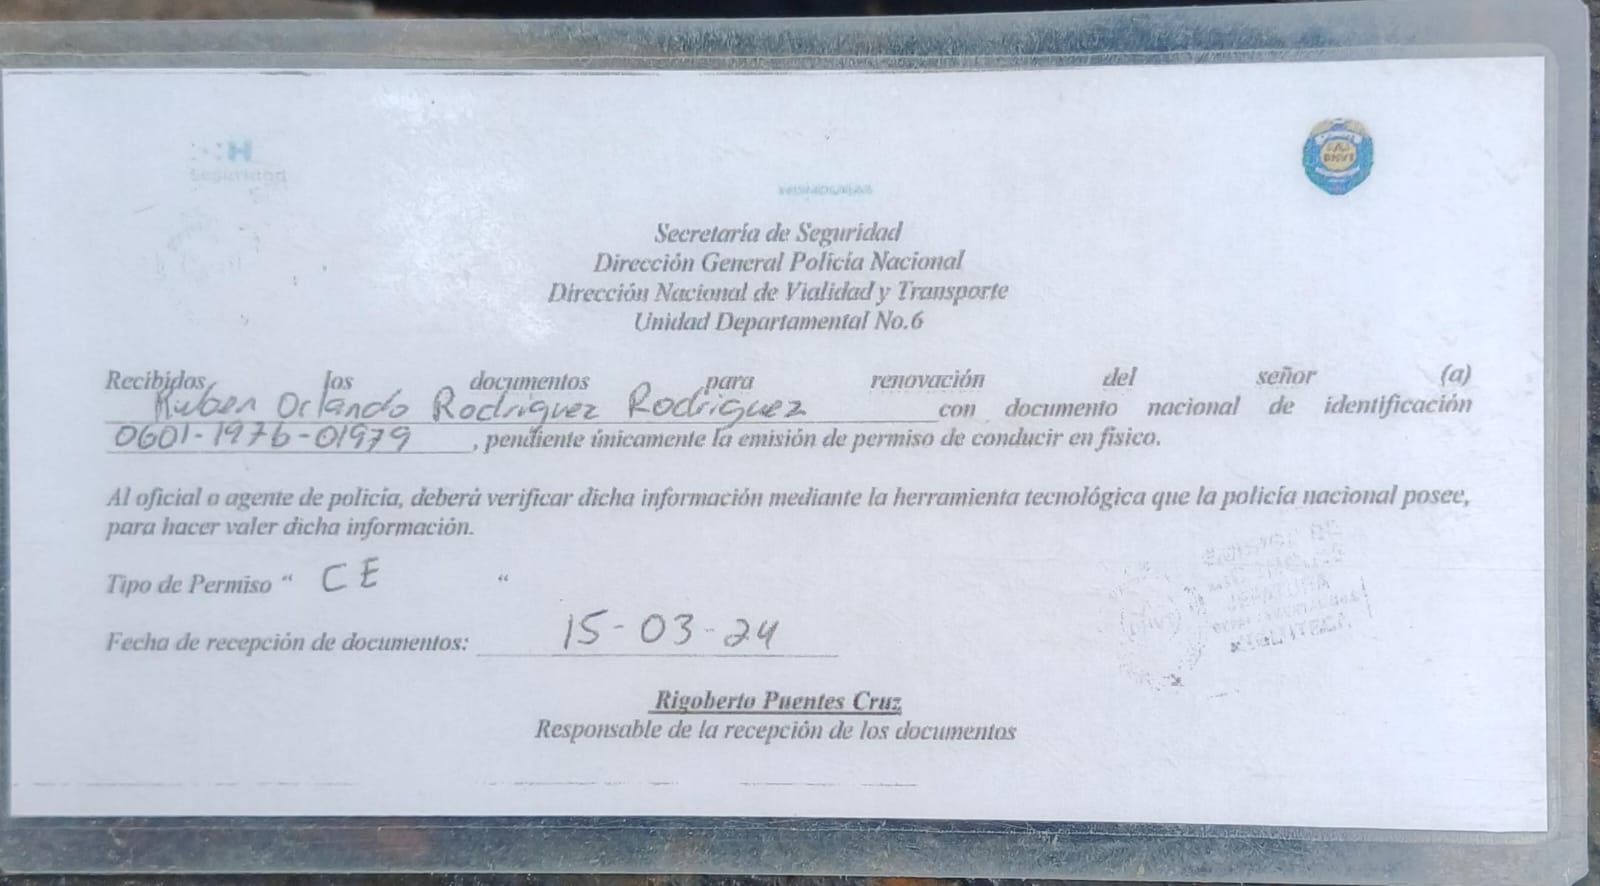 H
Seguridad
HONDURAS
DNVT
Secretaría de Seguridad
Dirección General Policía Nacional
Dirección Nacional de Vialidad y Transporte
Unidad Departamental No.6
Recibidos los documentos para renovación del señor (a)
Ruben Orlando Rodriguez Rodriguez con documento nacional de identificación
0601-1976-01979, pendiente únicamente la emisión de permiso de conducir en físico.
Al oficial o agente de policía, deberá verificar dicha información mediante la herramienta tecnológica que la policía nacional posee,
para hacer valer dicha información.
Tipo de Permiso “ CE “
Fecha de recepción de documentos: 15-03-24
DNVT
Rigoberto Puentes Cruz
Responsable de la recepción de los documentos